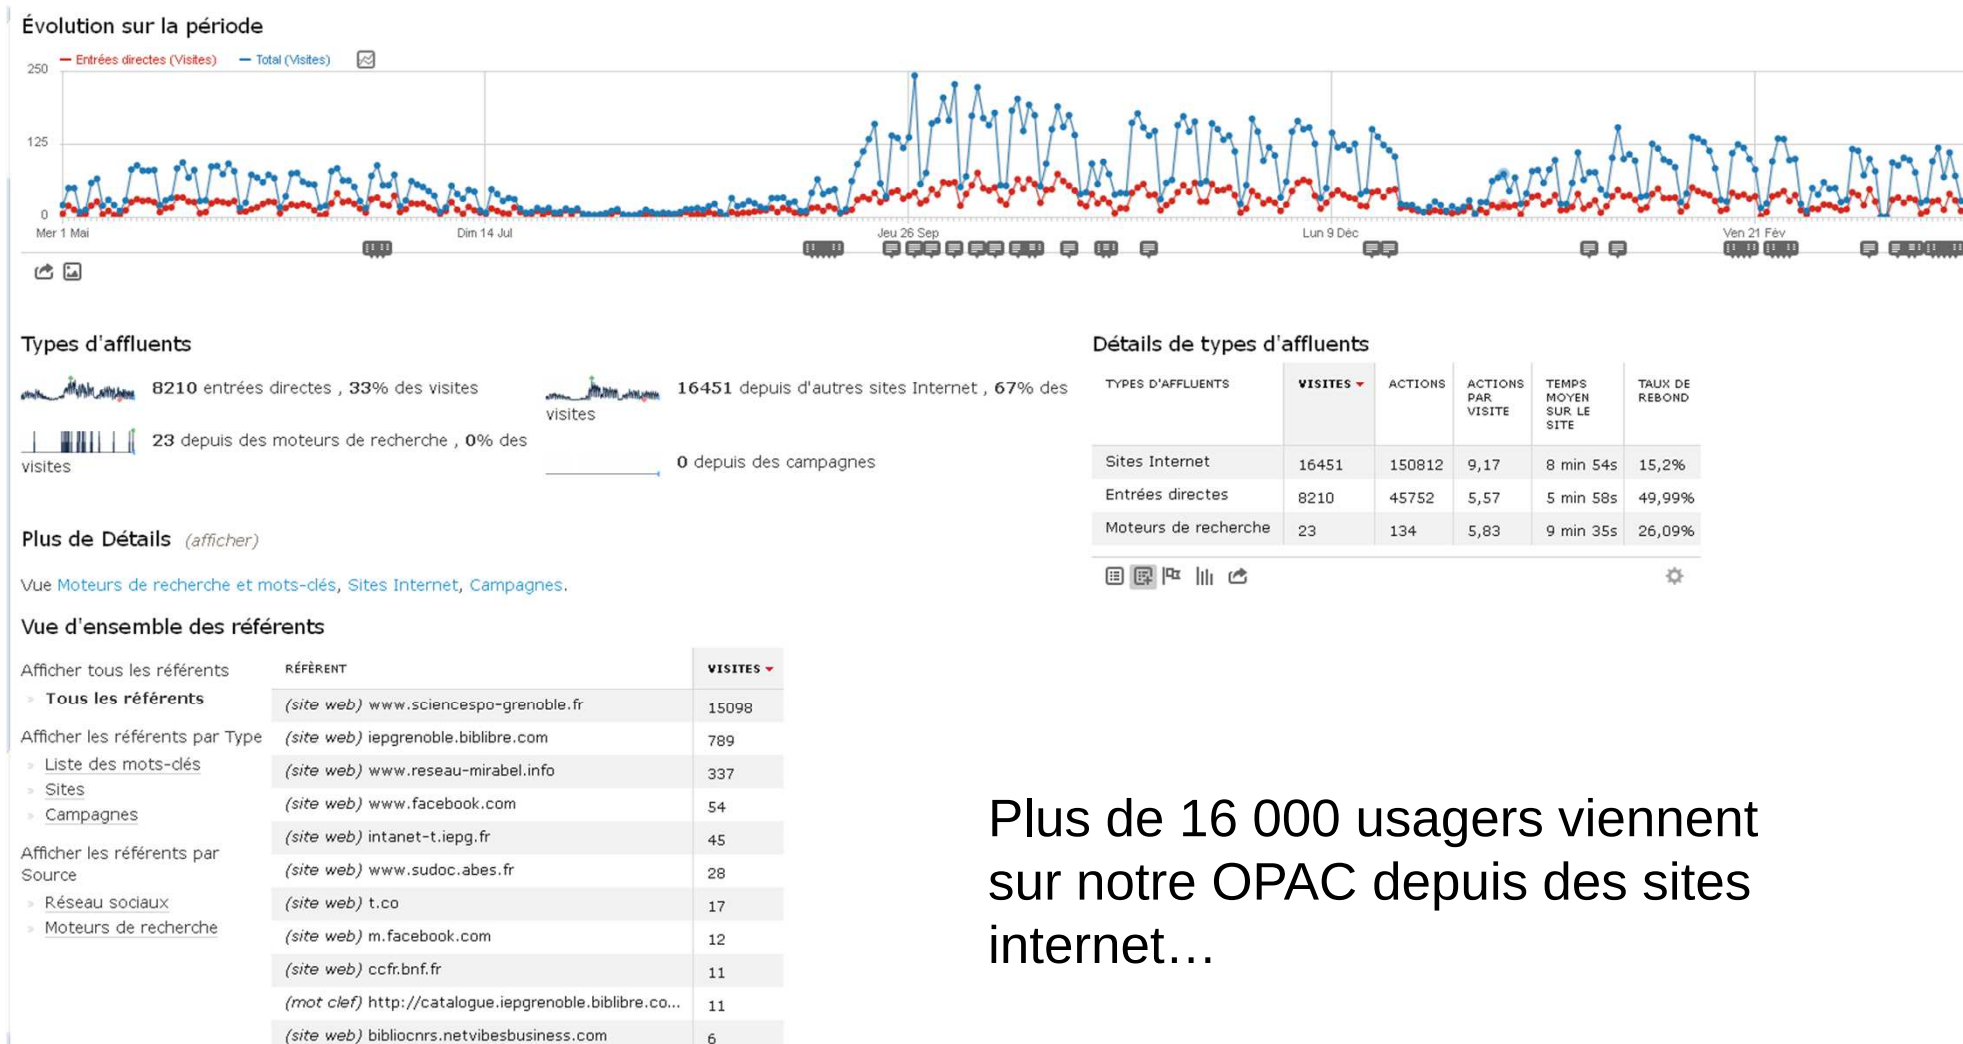 Évolution sur la période
Entrées directes (Visites) Total (Visites)
250
125
0
Mer 1 Mai Dim 14 Jul Jeu 26 Sep Lun 9 Déc Ven 21 Fév
Types d'affluents
8210 entrées directes , 33% des visites
16451 depuis d'autres sites Internet , 67% des
visites
23 depuis des moteurs de recherche , 0% des
visites
0 depuis des campagnes
Détails de types d'affluents
TYPES D'AFFLUENTS VISITES ACTIONS ACTIONS PAR VISITE TEMPS MOYEN SUR LE SITE TAUX DE REBOND
Sites Internet 16451 150812 9,17 8 min 54s 15,2%
Entrées directes 8210 45752 5,57 5 min 58s 49,99%
Moteurs de recherche 23 134 5,83 9 min 35s 26,09%
Plus de Détails (afficher)
Vue Moteurs de recherche et mots-clés, Sites Internet, Campagnes.
Vue d'ensemble des référents
Afficher tous les référents
» Tous les référents
Afficher les référents par Type
» Liste des mots-clés
» Sites
» Campagnes
Afficher les référents par
Source
» Réseau sociaux
» Moteurs de recherche
RÉFÈRENT VISITES
(site web) www.sciencespo-grenoble.fr 15098
(site web) iepgrenoble.biblibre.com 789
(site web) www.reseau-mirabel.info 337
(site web) www.facebook.com 54
(site web) intanet-t.iepg.fr 45
(site web) www.sudoc.abes.fr 28
(site web) t.co 17
(site web) m.facebook.com 12
(site web) ccfr.bnf.fr 11
(mot clef) http://catalogue.iepgrenoble.biblibre.co... 11
(site web) bibliocnrs.netvibesbusiness.com 6
Plus de 16 000 usagers viennent
sur notre OPAC depuis des sites
internet…